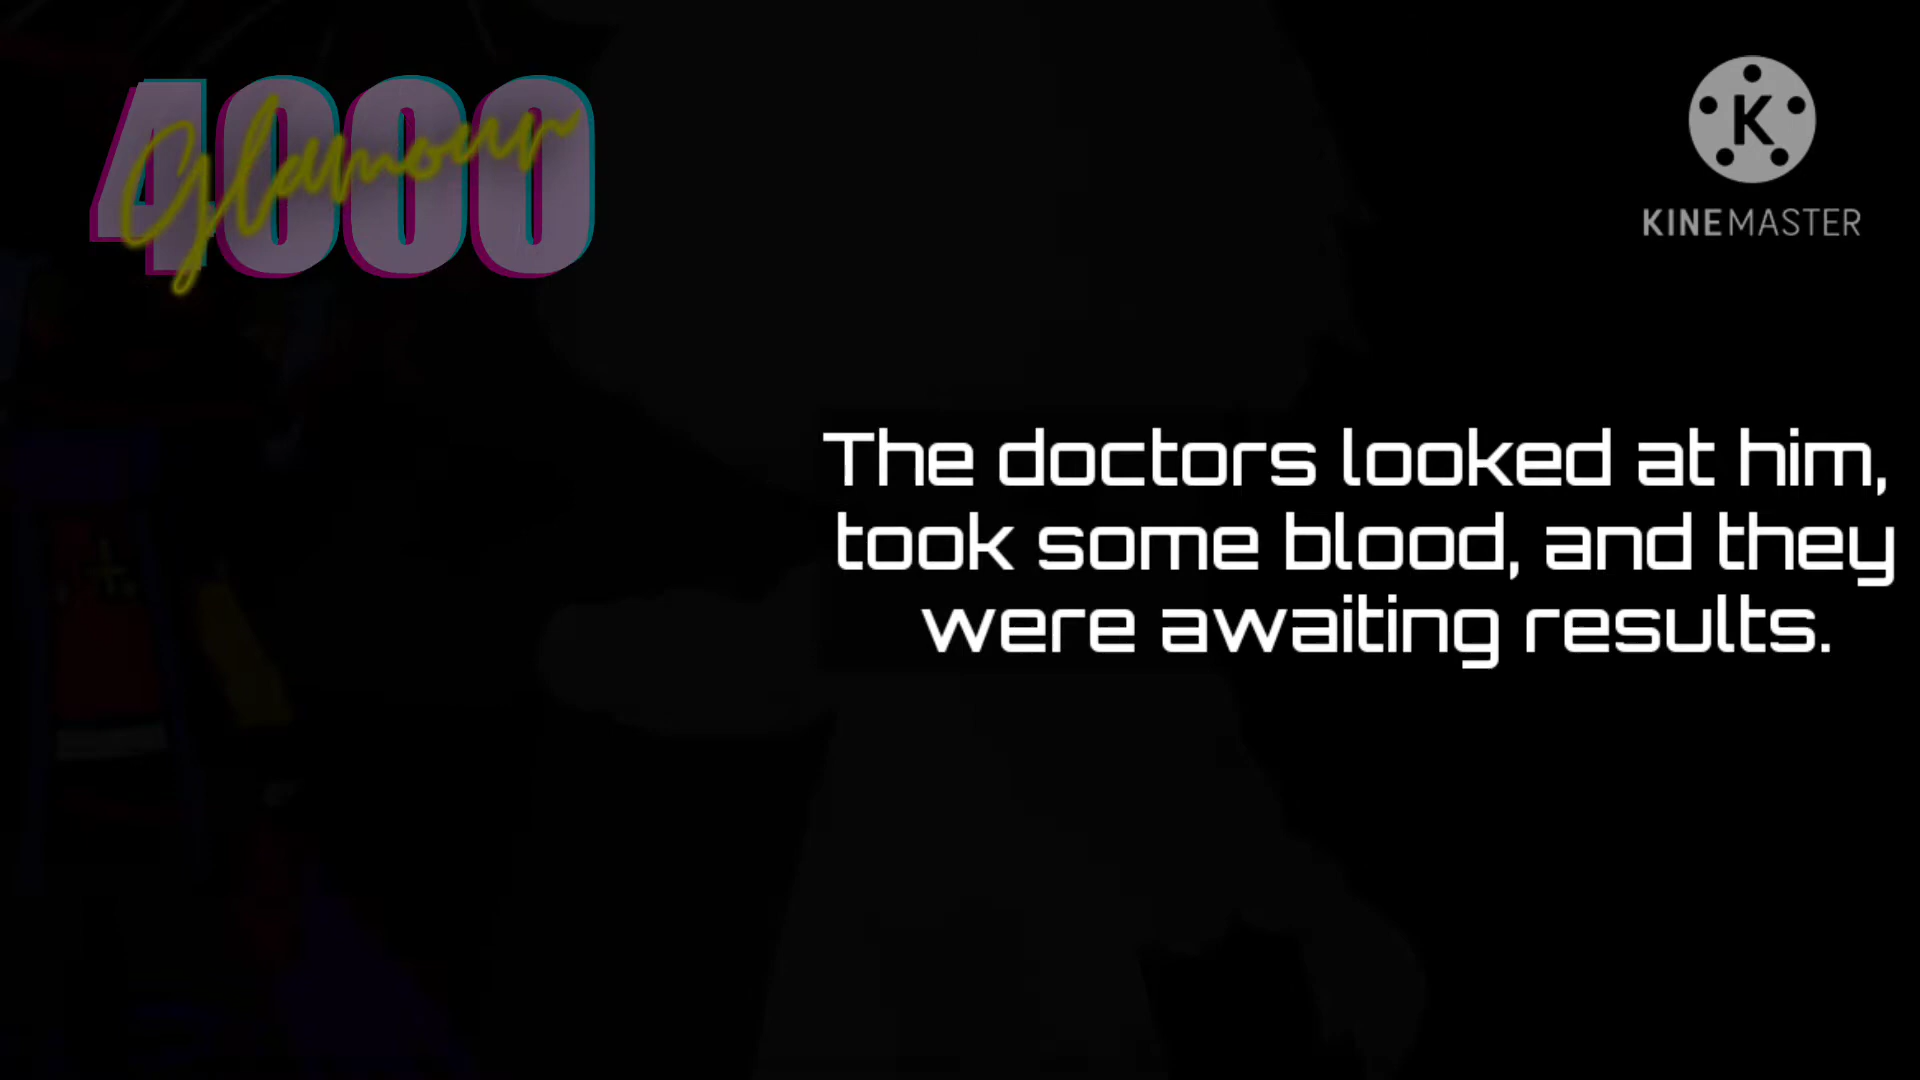 4000
Glamour
K
KINEMASTER
The doctors looked at him,
took some blood, and they
were awaiting results.